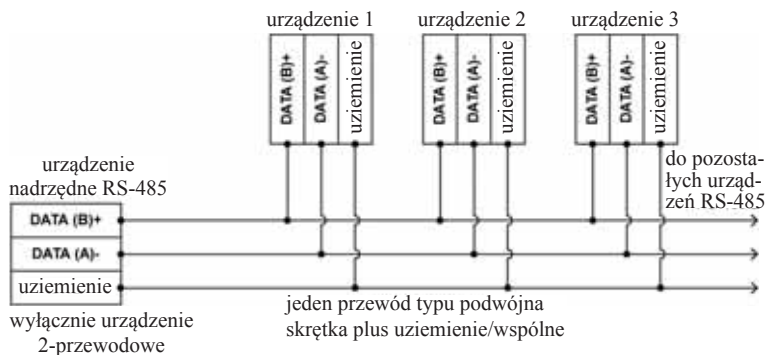 urządzenie 1
urządzenie 2
urządzenie 3
DATA (B)+
DATA (A)-
uziemienie
DATA (B)+
DATA (A)-
uziemienie
DATA (B)+
DATA (A)-
uziemienie
do pozosta-
łych urząd-
zeń RS-485
urządzenie
nadrzędne RS-485
DATA (B)+
DATA (A)-
uziemienie
wyłącznie urządzenie
2-przewodowe
jeden przewód typu podwójna
skrętka plus uziemienie/wspólne